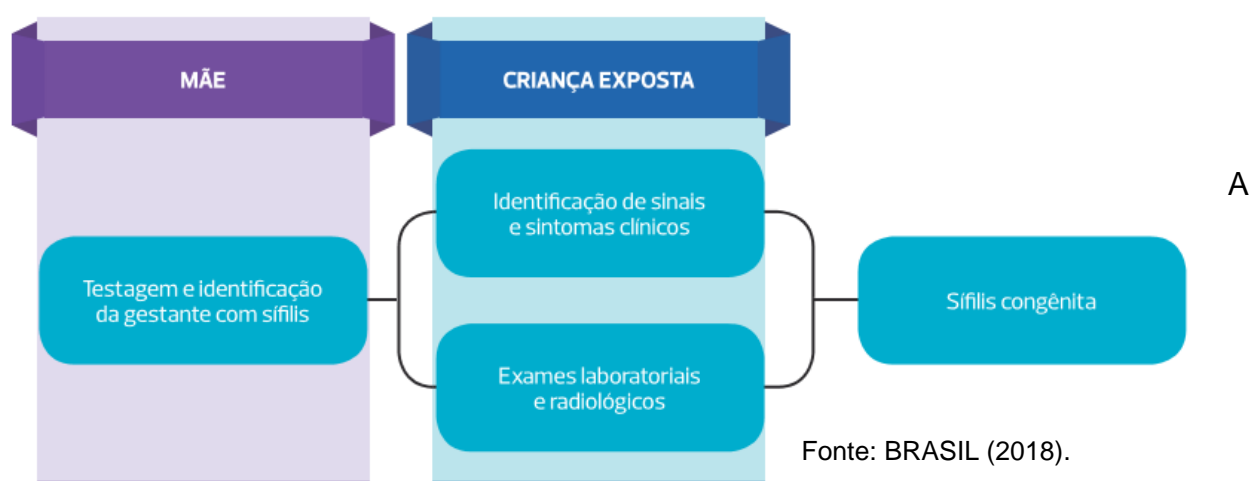 MÃE
CRIANÇA EXPOSTA
Identificação de sinais
e sintomas clínicos
A
Testagem e identificação
da gestante com sífilis
Sífilis congênita
Exames laboratoriais
e radiológicos
Fonte: BRASIL (2018).